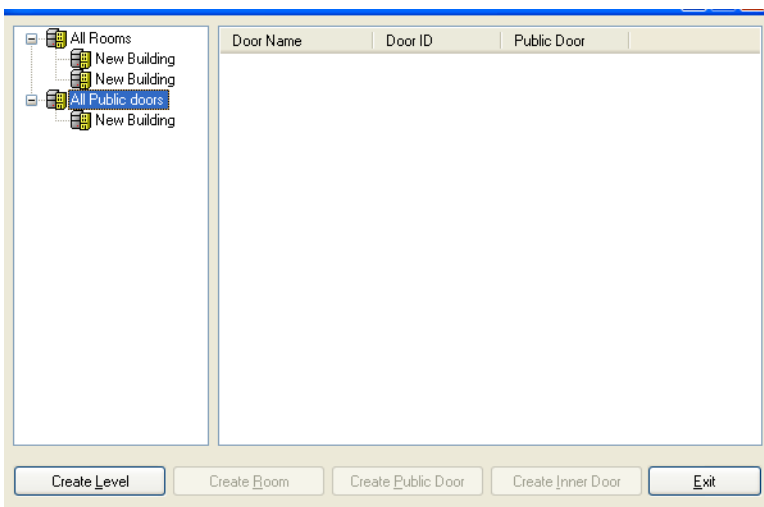 All Rooms
New Building
New Building
All Public doors
New Building
Door Name Door ID Public Door
Create Level Create Room Create Public Door Create Inner Door Exit